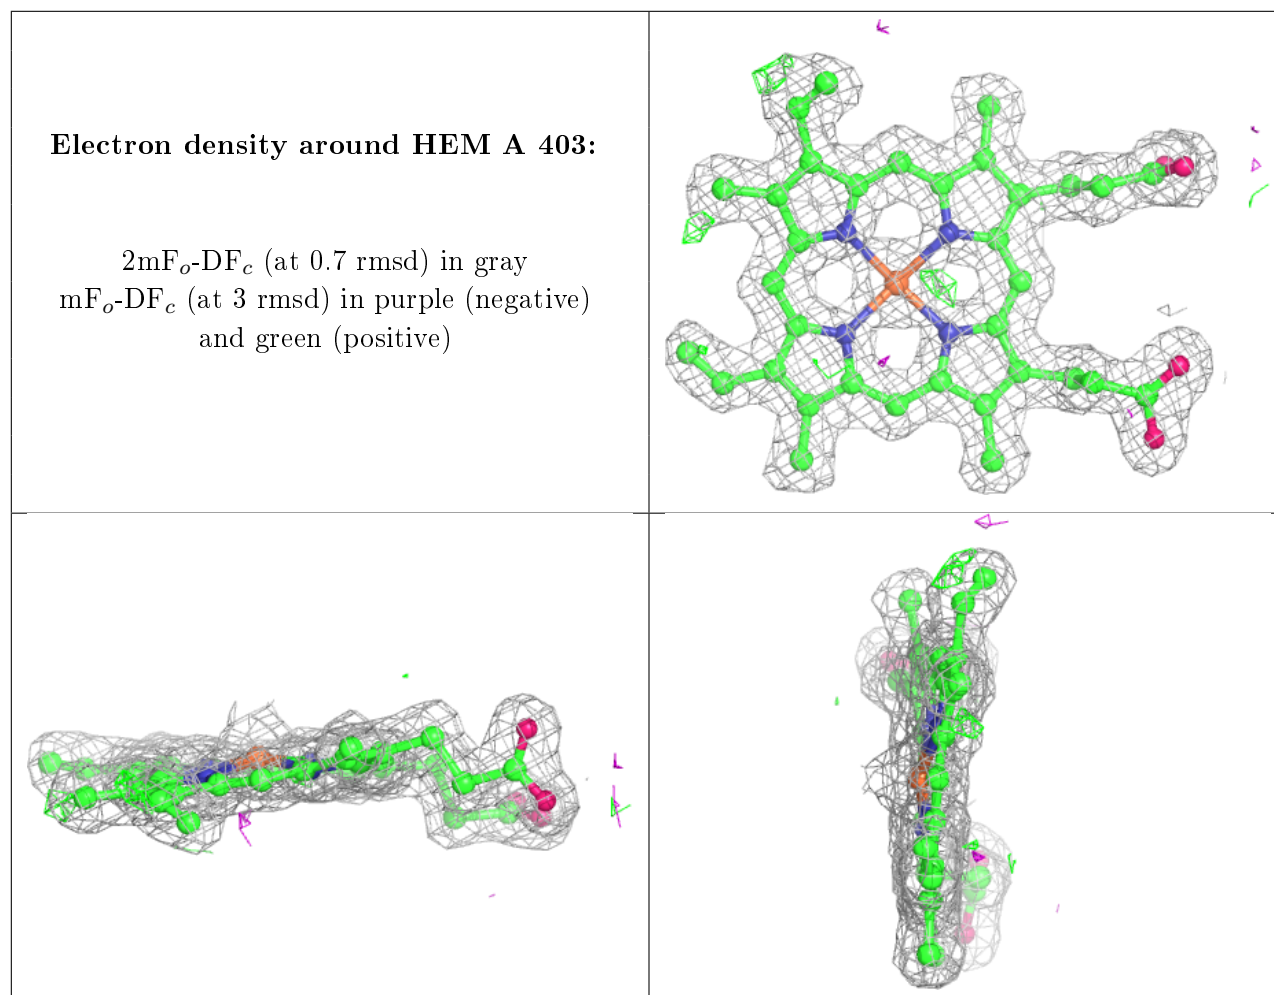 Electron density around HEM A 403:
2mFₒ-DF𝒸 (at 0.7 rmsd) in gray
mFₒ-DF𝒸 (at 3 rmsd) in purple (negative)
and green (positive)